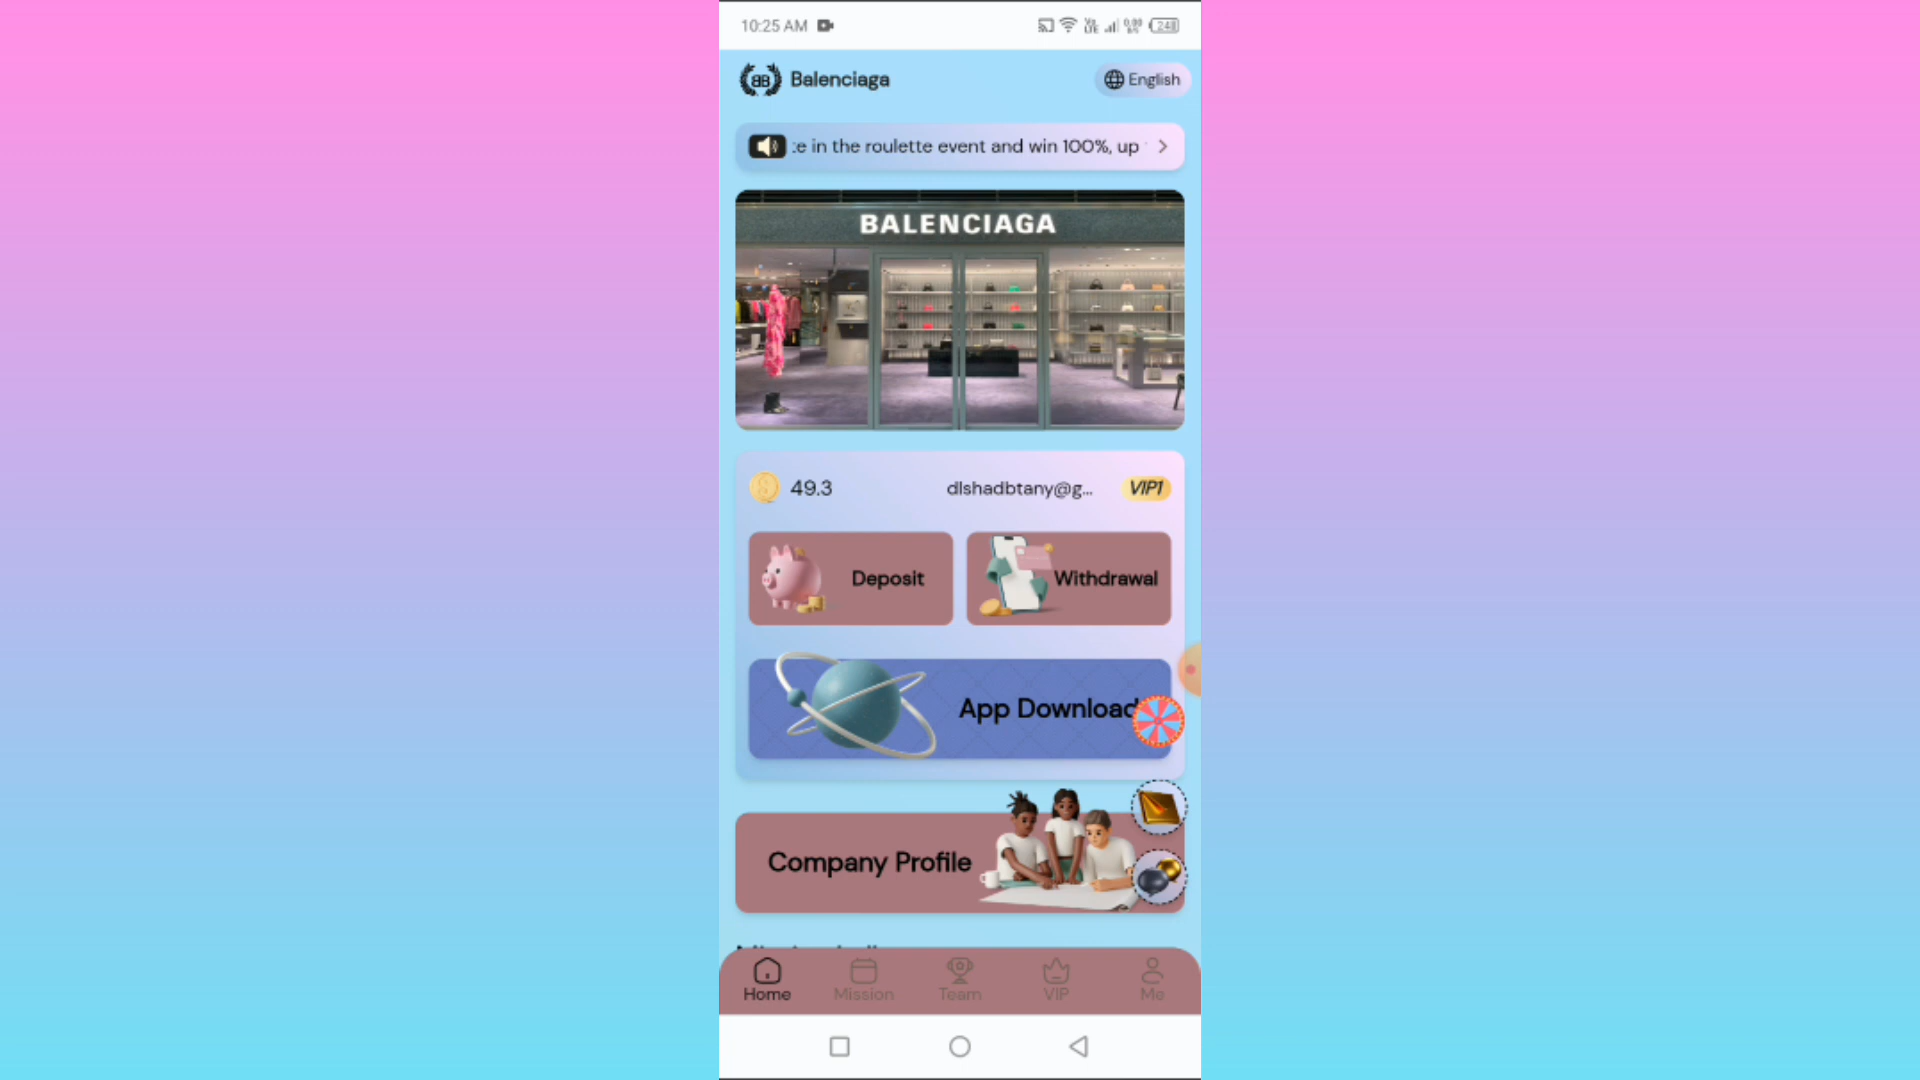 10:25 AM
Balenciaga
English
e in the roulette event and win 100%, up
BALENCIAGA
49.3
dlshadbtany@g...
VIP1
Deposit
Withdrawal
App Download
Company Profile
Home
Mission
Team
VIP
Me